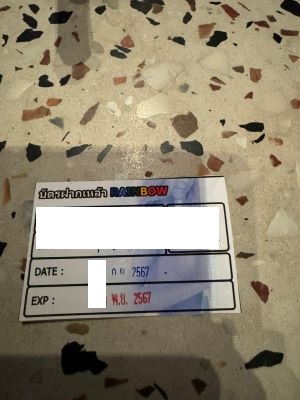 บัตรฝากเหล้า RAINBOW
DATE : ก.ย. 2567
EXP : พ.ย. 2567